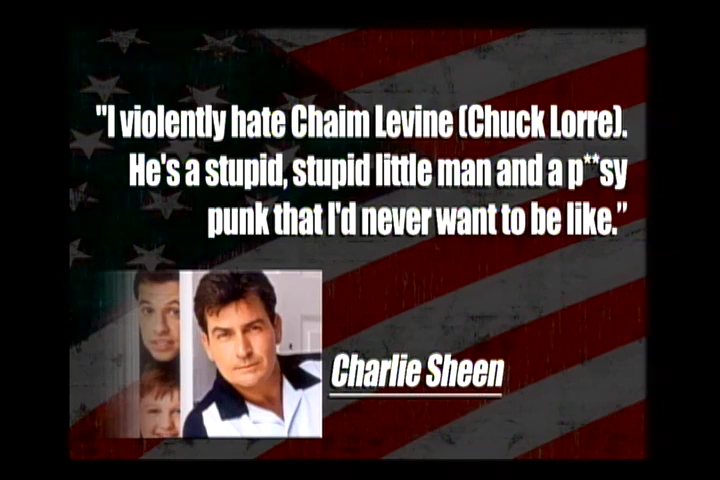 "I violently hate Chaim Levine (Chuck Lorre).
He's a stupid, stupid little man and a p**sy
punk that I'd never want to be like.”
Charlie Sheen